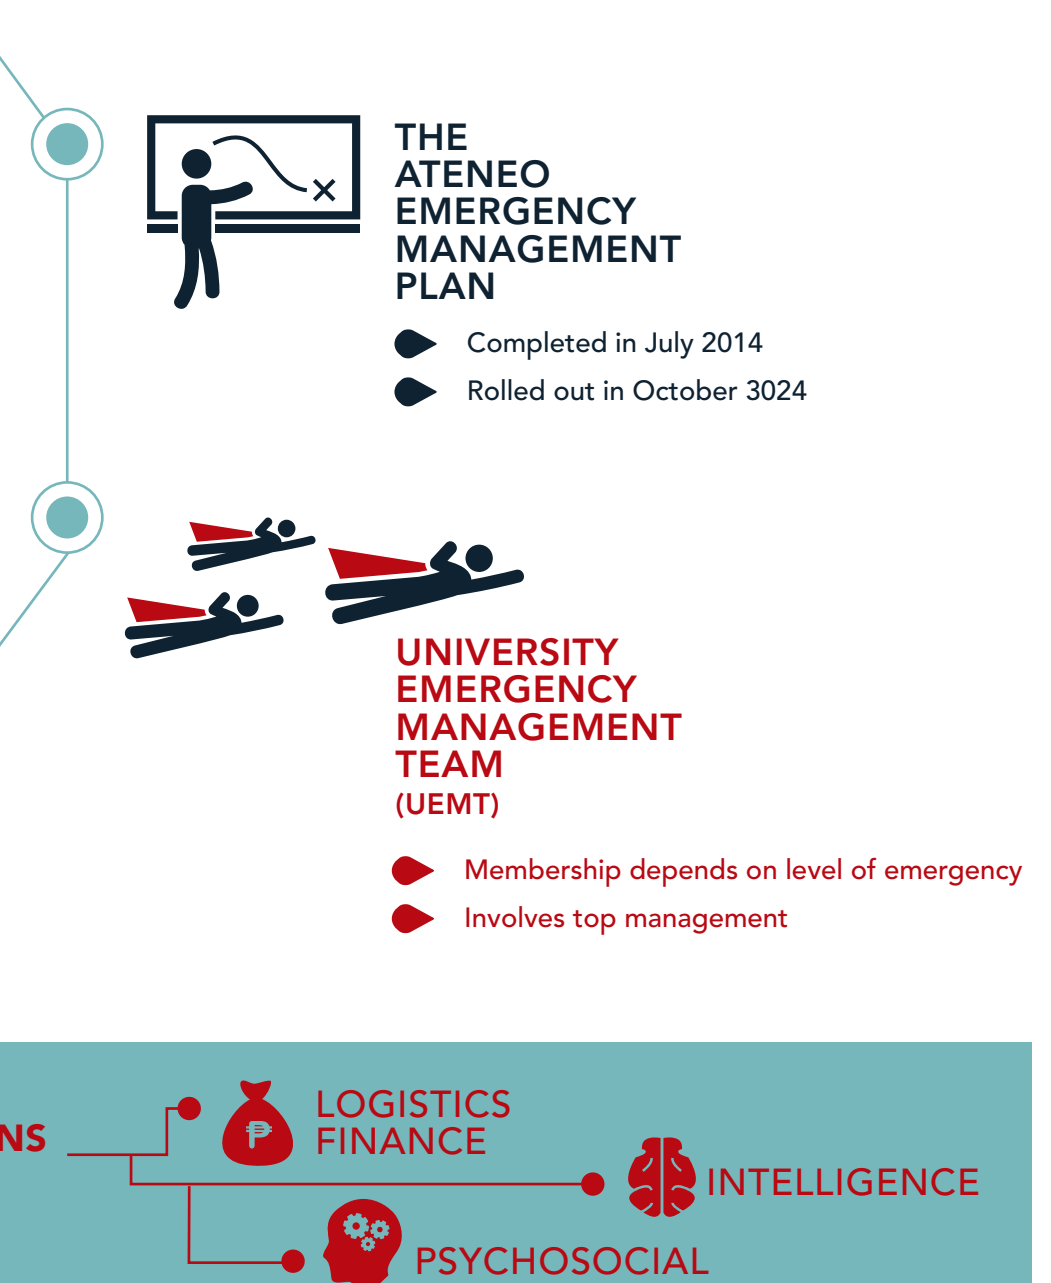 THE
ATENEO
EMERGENCY
MANAGEMENT
PLAN
Completed in July 2014
Rolled out in October 3024
UNIVERSITY
EMERGENCY
MANAGEMENT
TEAM
(UEMT)
Membership depends on level of emergency
Involves top management
NS
LOGISTICS
FINANCE
INTELLIGENCE
PSYCHOSOCIAL